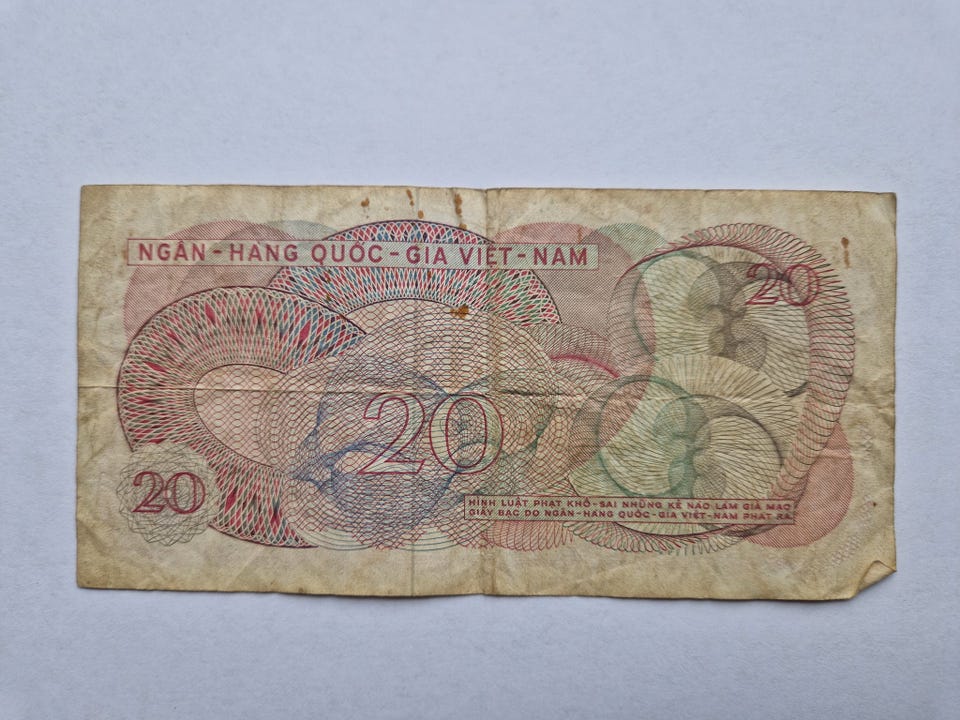 NGÂN-HÀNG QUỐC-GIA VIỆT-NAM
20
20
20
HÌNH LUẬT PHẠT KHỔ-SAI NHỮNG KẺ NÀO LÀM GIẢ MẠO
GIẤY BẠC DO NGÂN-HÀNG QUỐC-GIA VIỆT-NAM PHÁT RA